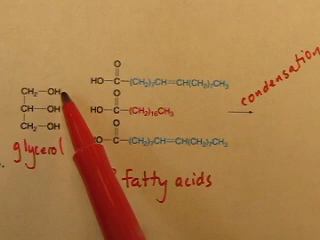 condensation
O
HO—C—(CH₂)₇CH=CH(CH₂)₇CH₃
CH₂—OH
O
CH—OH HO—C—(CH₂)₁₆CH₃
O
CH₂—OH O—C—(CH₂)₇CH=CH(CH₂)₇CH₃
glycerol
fatty acids